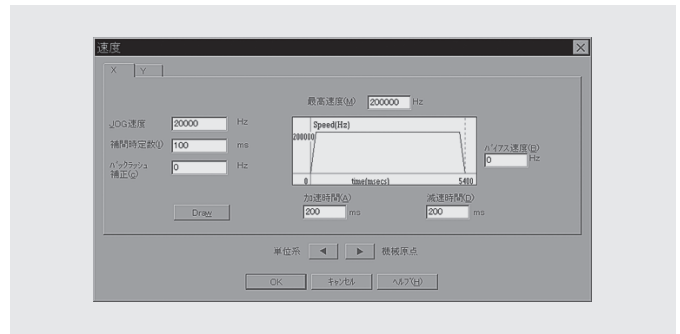 速度
X Y
最高速度(M) 200000 Hz
JOG速度 20000 Hz
補間時定数(I) 100 ms
バックラッシュ
補正(C) 0 Hz
Speed(Hz)
200000
0 time(msecs) 5400
バイアス速度(B)
0 Hz
加速時間(A)
200 ms
減速時間(D)
200 ms
Draw
単位系 ◀ ▶ 機械原点
OK キャンセル ヘルプ(H)